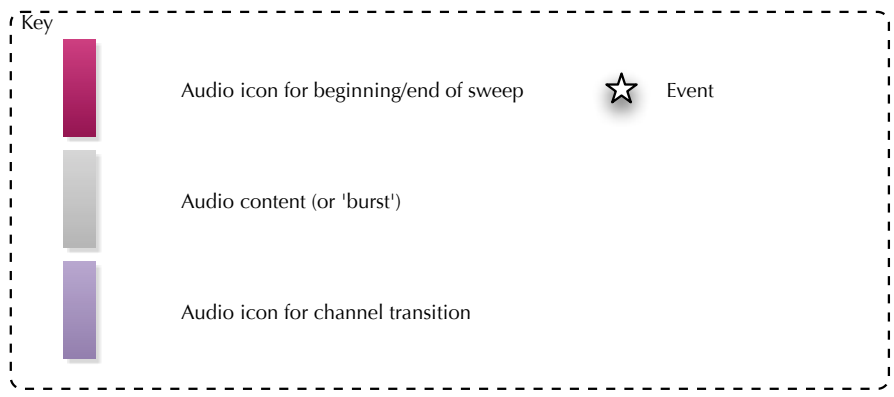 Key
Audio icon for beginning/end of sweep
Event
Audio content (or 'burst')
Audio icon for channel transition